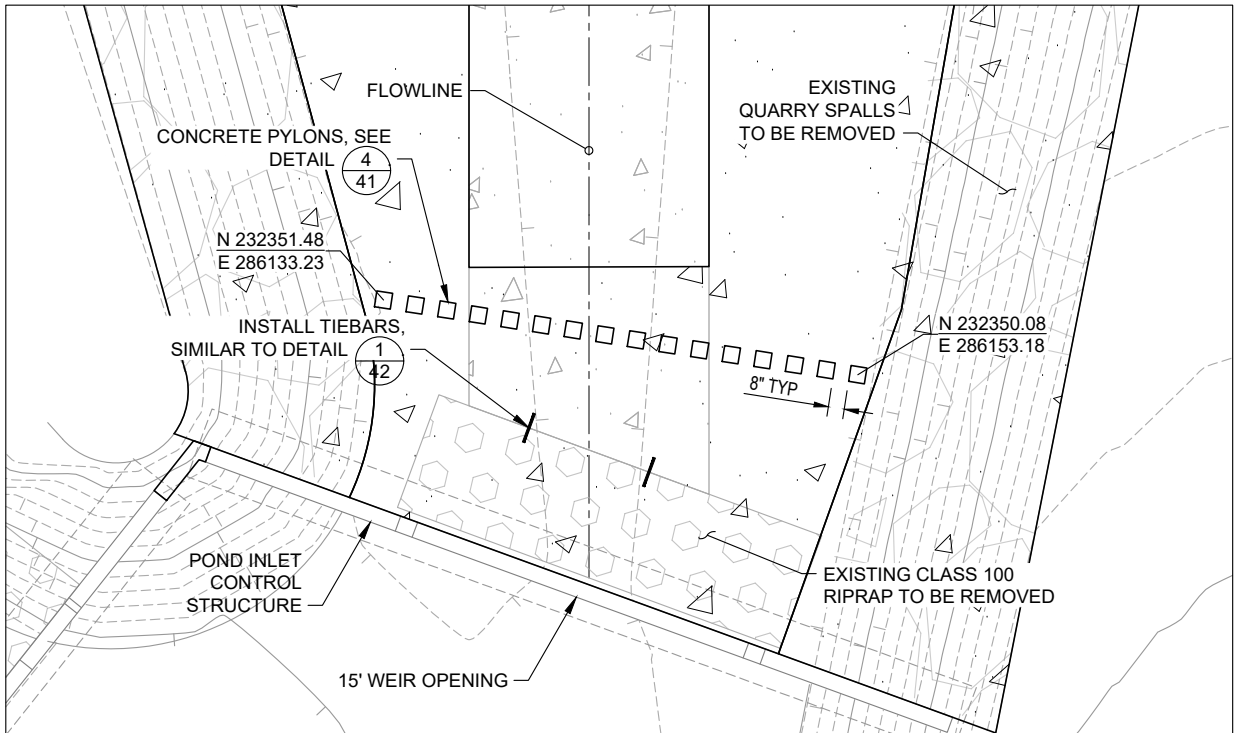 FLOWLINE
EXISTING
QUARRY SPALLS
TO BE REMOVED
CONCRETE PYLONS, SEE
DETAIL 4
41
N 232351.48
E 286133.23
INSTALL TIEBARS,
SIMILAR TO DETAIL 1
42
N 232350.08
E 286153.18
8" TYP
POND INLET
CONTROL
STRUCTURE
EXISTING CLASS 100
RIPRAP TO BE REMOVED
15' WEIR OPENING